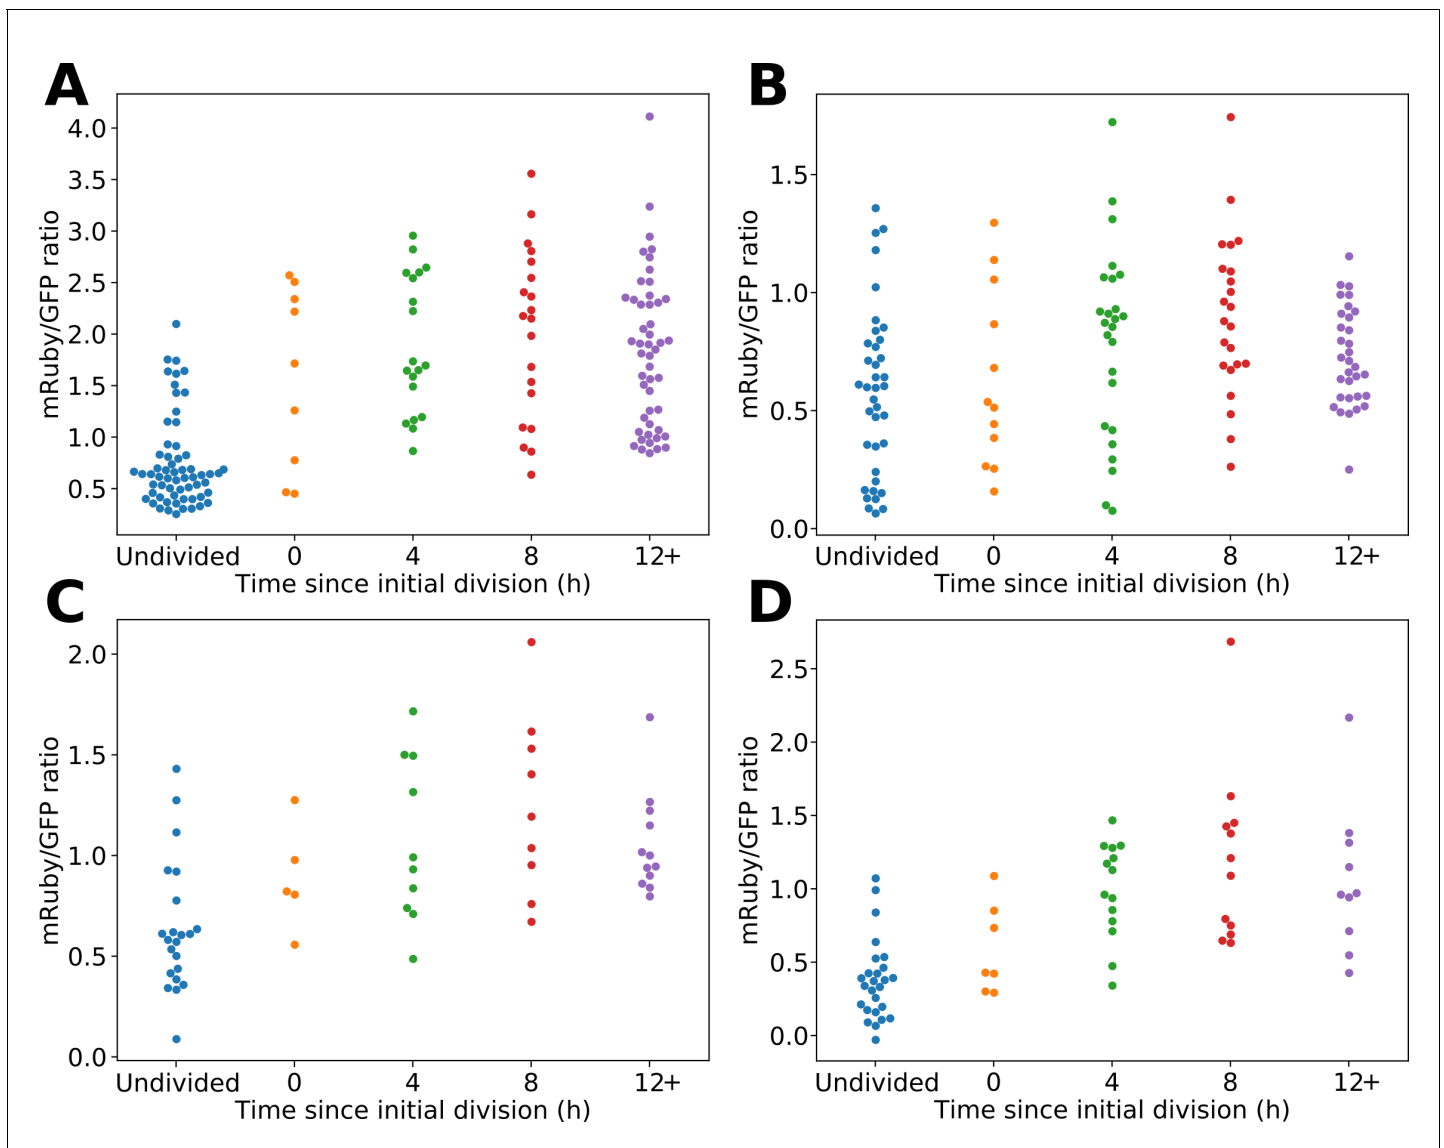 A
mRuby/GFP ratio
4.0
3.5
3.0
2.5
2.0
1.5
1.0
0.5
Undivided 0 4 8 12+
Time since initial division (h)
B
mRuby/GFP ratio
1.5
1.0
0.5
0.0
Undivided 0 4 8 12+
Time since initial division (h)
C
mRuby/GFP ratio
2.0
1.5
1.0
0.5
0.0
Undivided 0 4 8 12+
Time since initial division (h)
D
mRuby/GFP ratio
2.5
2.0
1.5
1.0
0.5
0.0
Undivided 0 4 8 12+
Time since initial division (h)